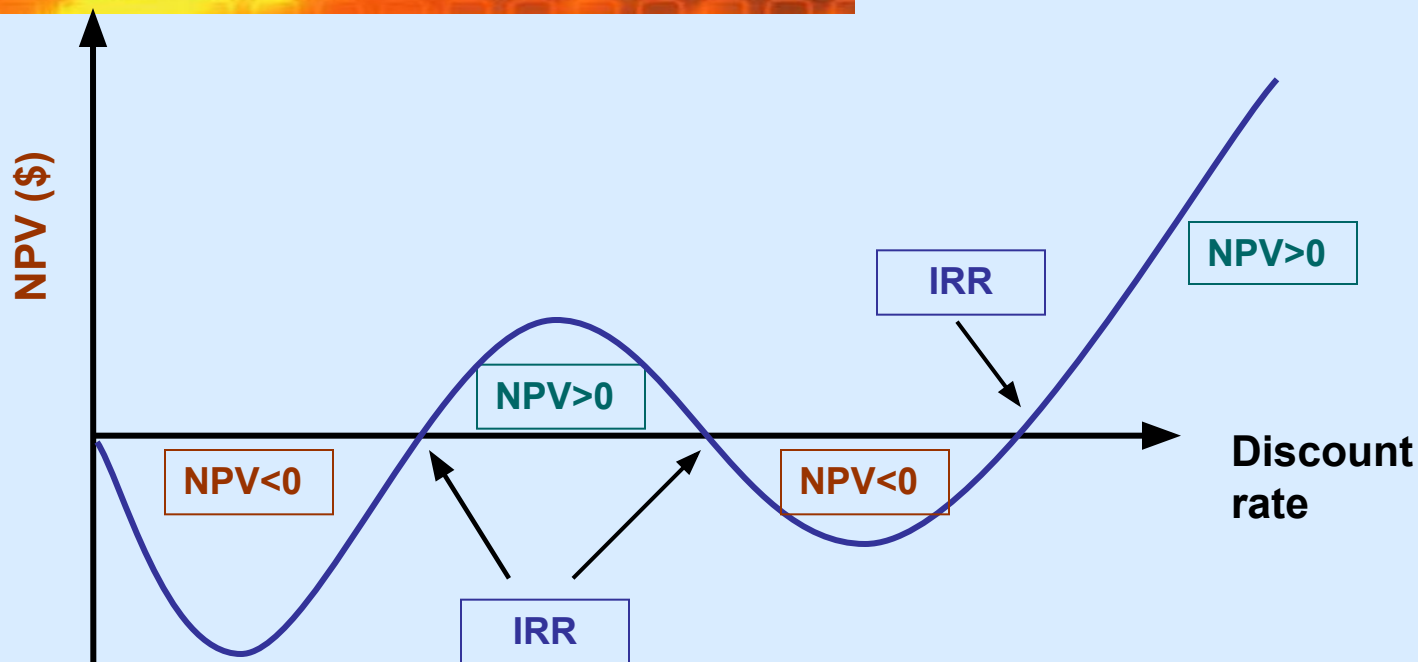 NPV ($)
IRR
NPV>0
NPV>0
NPV<0
NPV<0
Discount
rate
IRR